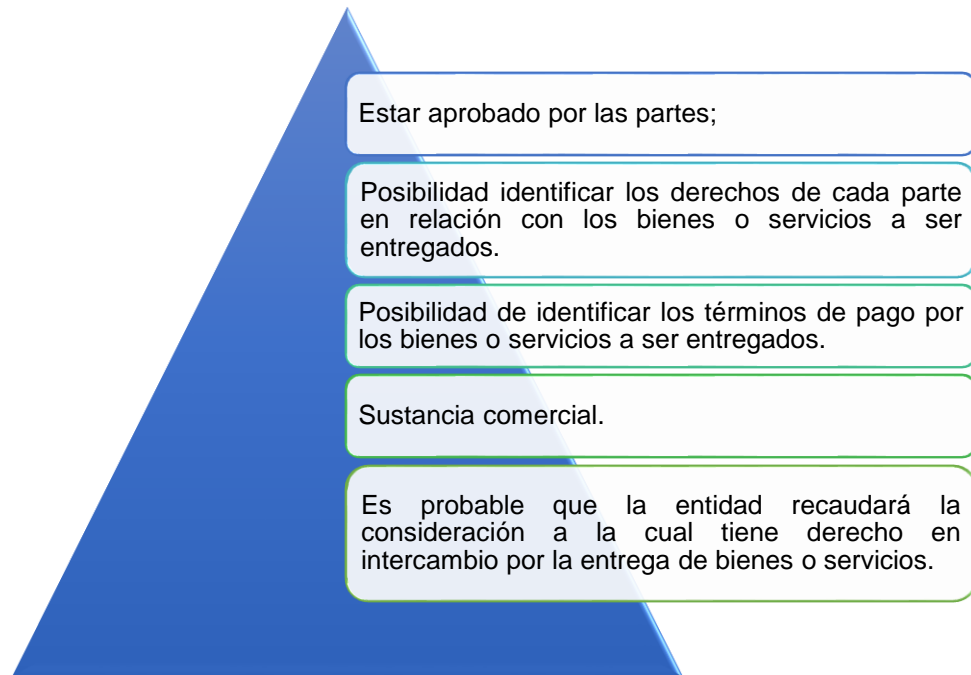 Estar aprobado por las partes;
Posibilidad identificar los derechos de cada parte
en relación con los bienes o servicios a ser
entregados.
Posibilidad de identificar los términos de pago por
los bienes o servicios a ser entregados.
Sustancia comercial.
Es probable que la entidad recaudará la
consideración a la cual tiene derecho en
intercambio por la entrega de bienes o servicios.